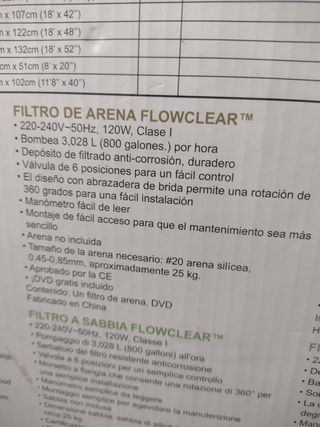 x 107cm (18' x 42")
x 122cm (18' x 48")
x 132cm (18' x 52")
cm x 51cm (8' x 20")
x 102cm (11'8" x 40")
FILTRO DE ARENA FLOWCLEAR™
• 220-240V~50Hz, 120W, Clase I
• Bombea 3,028 L (800 galones.) por hora
• Depósito de filtrado anti-corrosión, duradero
• Válvula de 6 posiciones para un fácil control
• El diseño con abrazadera de brida permite una rotación de
360 grados para una fácil instalación
• Manómetro fácil de leer
• Montaje de fácil acceso para que el mantenimiento sea más
sencillo
• Arena no incluida
• Tamaño de la arena necesario: #20 arena silícea,
0,45-0,85mm, aproximadamente 25 kg.
• Aprobado por la CE
• ¡DVD gratis incluido
Contenido: Un filtro de arena, DVD
Fabricado en China
FILTRO A SABBIA FLOWCLEAR™
• 220-240V~50Hz, 120W, Clase I
• Pompaggio di 3,028 L (800 galloni) all'ora
• Serbatoio del filtro resistente anticorrosione
• Valvola a 6 posizioni per un semplice controllo
• Morsetto a flangia che consente una rotazione di 360° per
una semplice installazione
• Manometro semplice da leggere
• Montaggio semplice per agevolare la manutenzione
• Sabbia non inclusa
• Dimensione sabbia
circa 25 kg